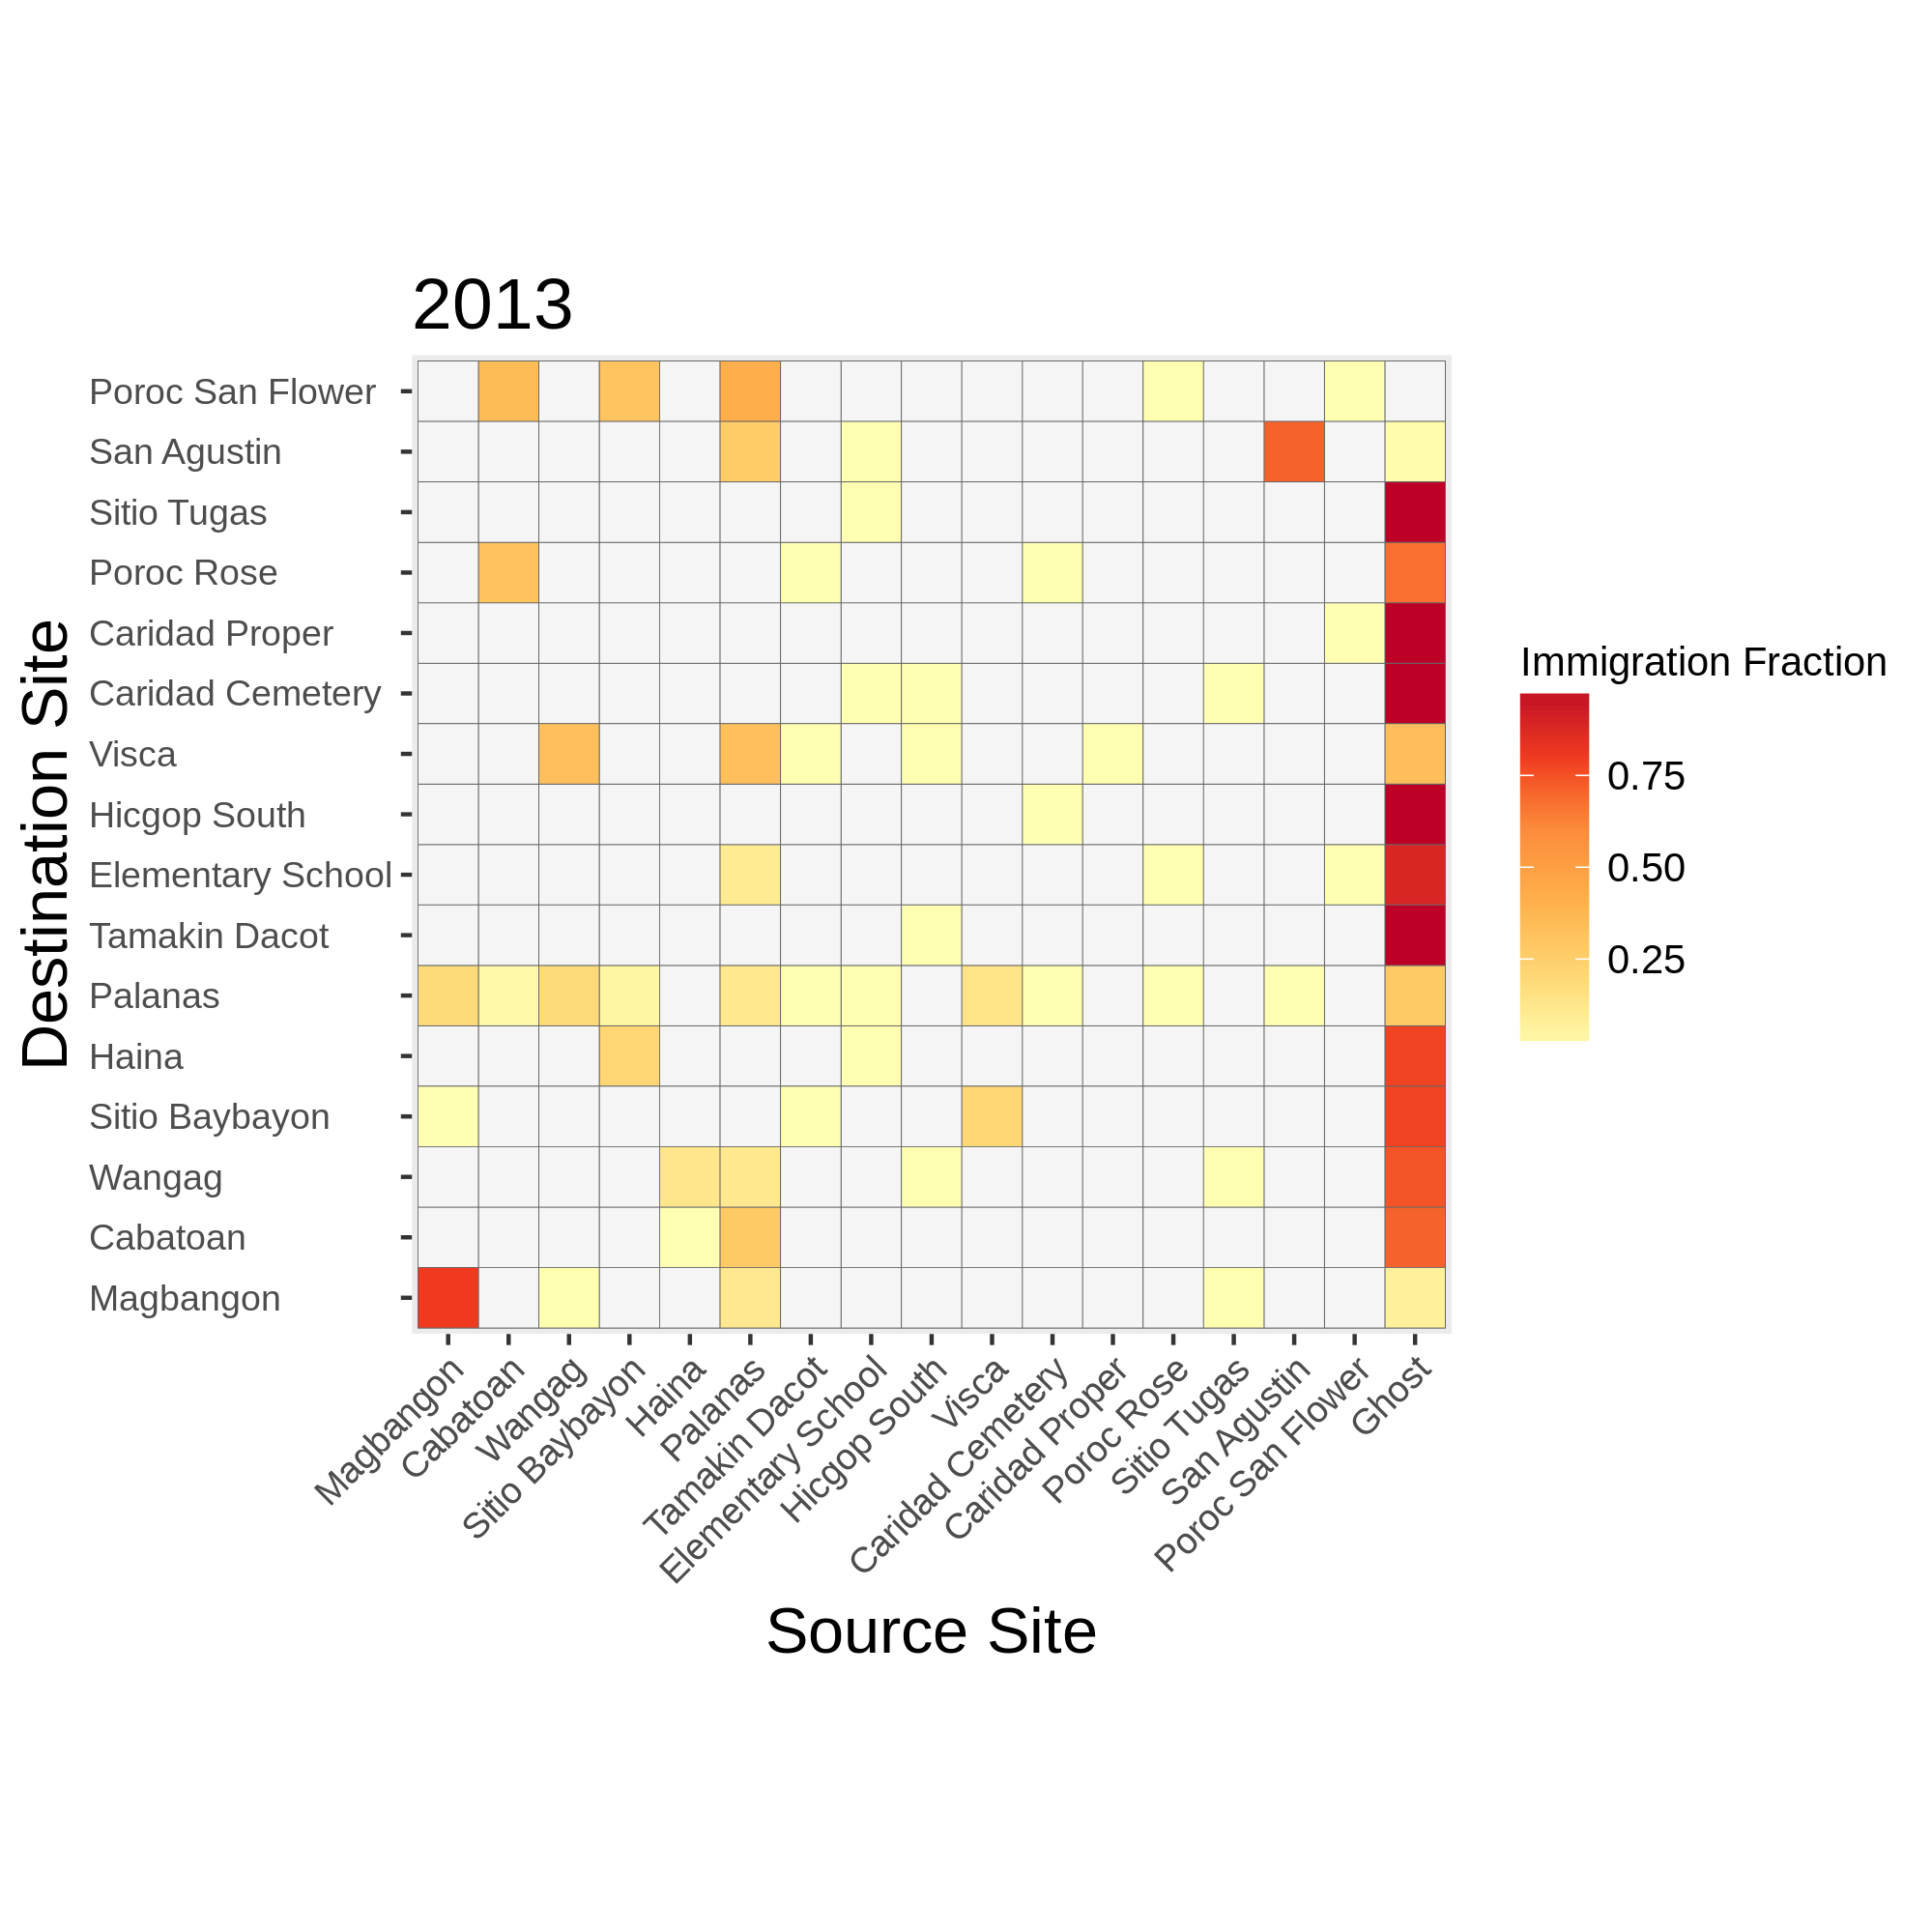 2013
Poroc San Flower
San Agustin
Sitio Tugas
Poroc Rose
Caridad Proper
Caridad Cemetery
Visca
Hicgop South
Elementary School
Tamakin Dacot
Palanas
Haina
Sitio Baybayon
Wangag
Cabatoan
Magbangon
Destination Site
Magbangon
Cabatoan
Wangag
Sitio Baybayon
Haina
Palanas
Tamakin Dacot
Elementary School
Hicgop South
Visca
Caridad Cemetery
Caridad Proper
Poroc Rose
Sitio Tugas
San Agustin
Poroc San Flower
Ghost
Source Site
Immigration Fraction
0.75
0.50
0.25